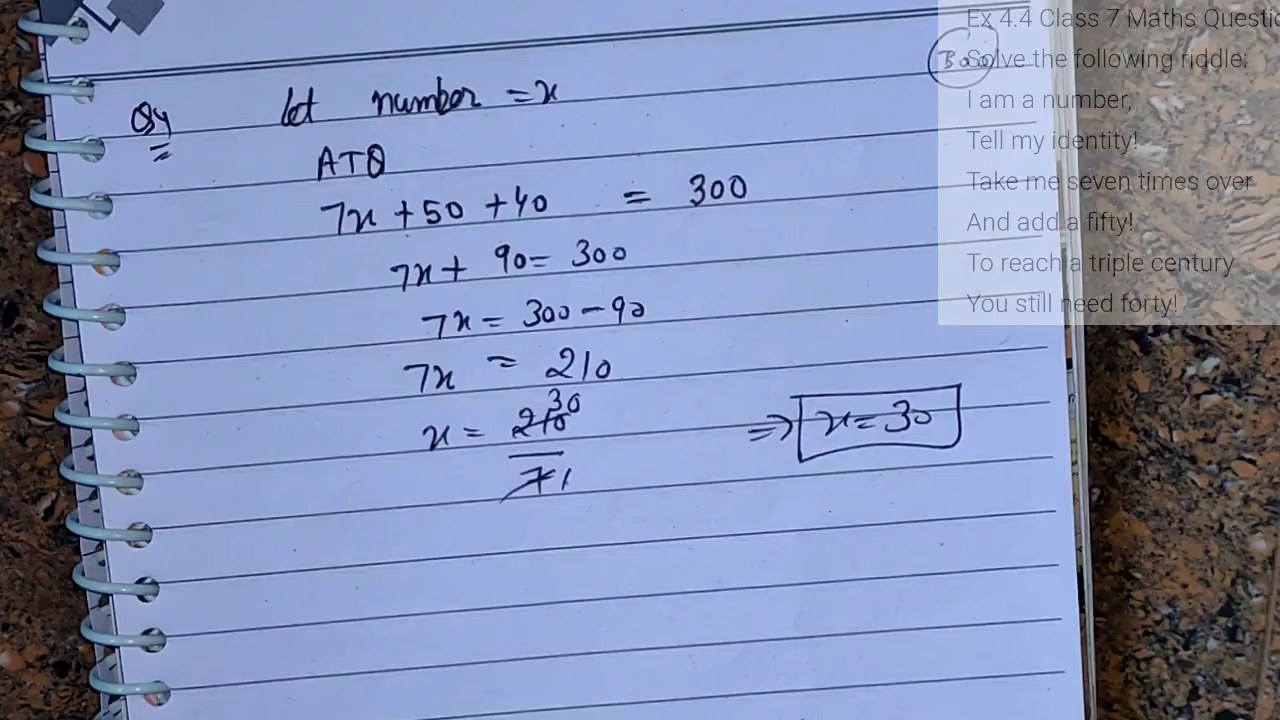 Ex 4.4 Class 7 Maths Questio
Solve the following riddle:
I am a number,
Tell my identity!
Take me seven times over
And add a fifty!
To reach a triple century
You still need forty!
Q4 let number = x
ATQ
7x + 50 + 40 = 300
7x + 90 = 300
7x = 300 - 90
7x = 210
x = 210 30
7 1
=> x = 30